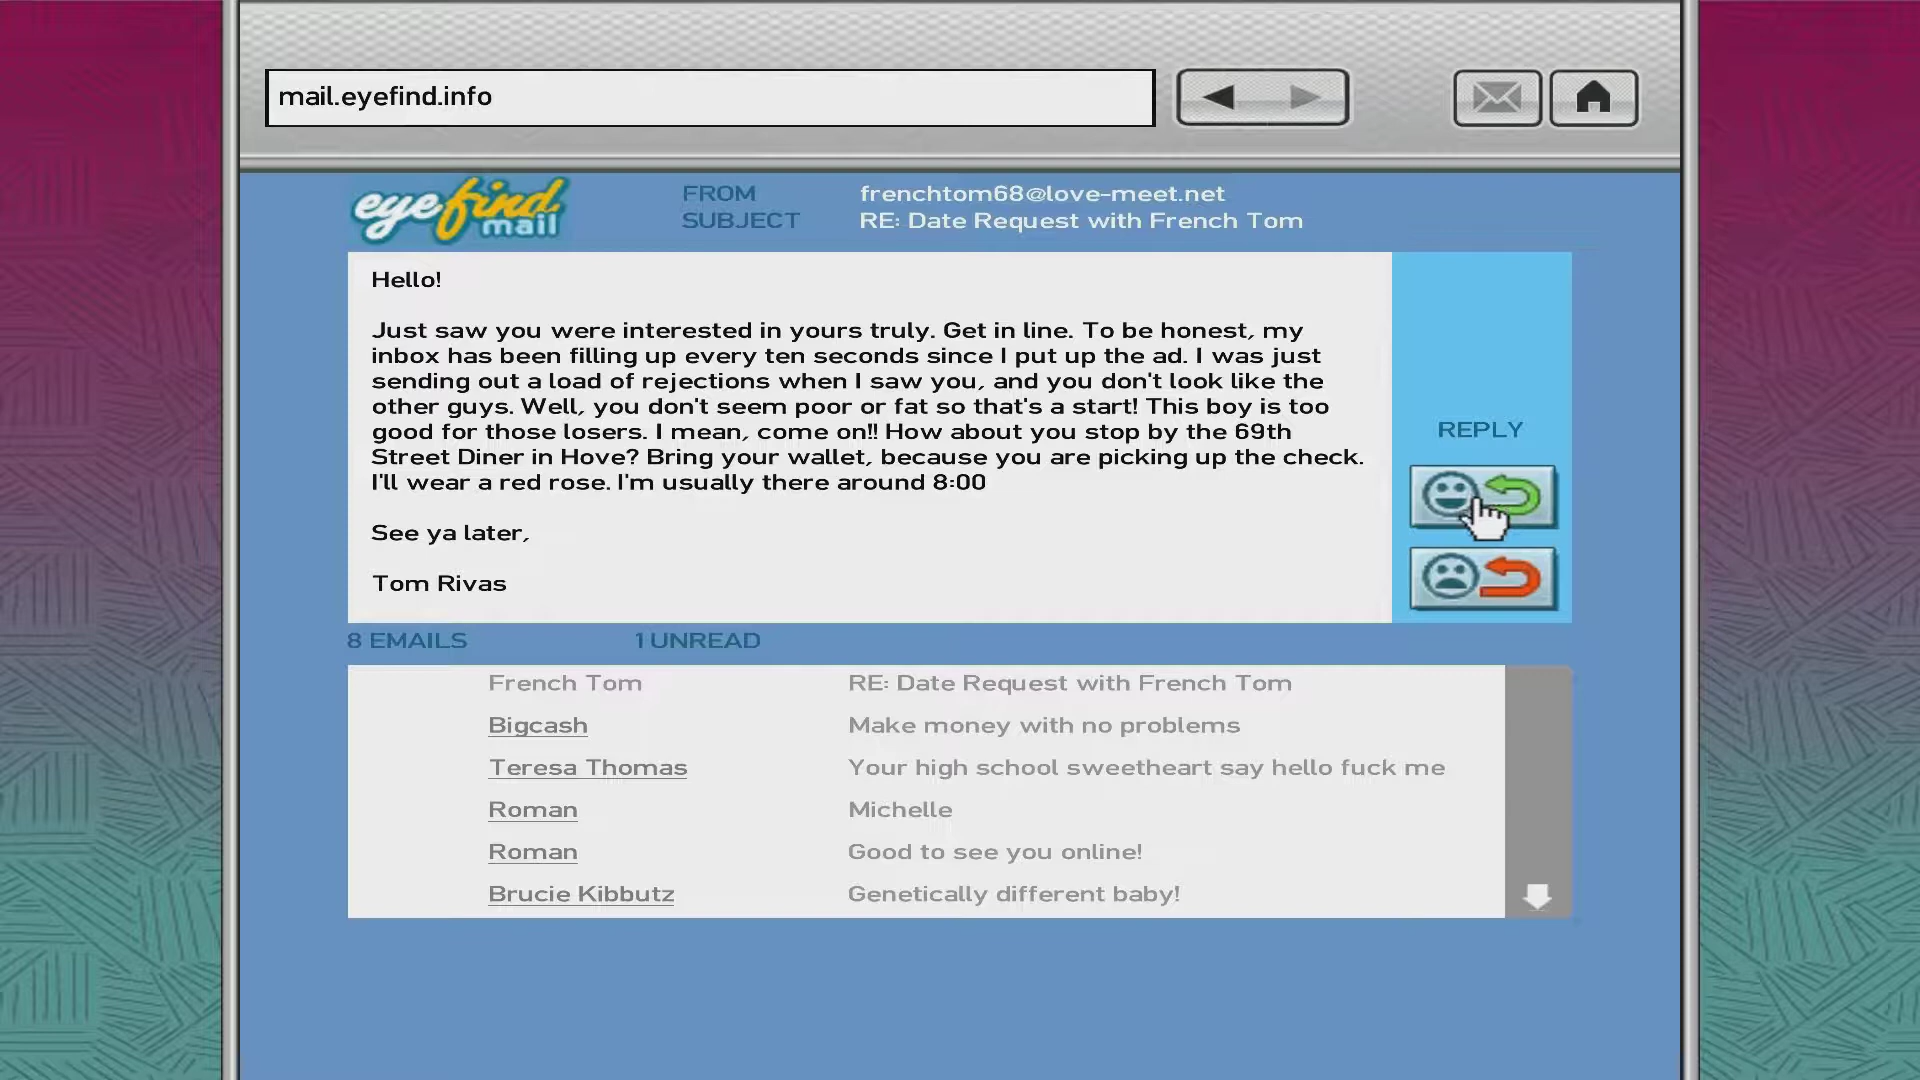 mail.eyefind.info
eyefind mail
FROM frenchtom68@love-meet.net
SUBJECT RE: Date Request with French Tom
Hello!
Just saw you were interested in yours truly. Get in line. To be honest, my
inbox has been filling up every ten seconds since I put up the ad. I was just
sending out a load of rejections when I saw you, and you don't look like the
other guys. Well, you don't seem poor or fat so that's a start! This boy is too
good for those losers. I mean, come on!! How about you stop by the 69th
Street Diner in Hove? Bring your wallet, because you are picking up the check.
I'll wear a red rose. I'm usually there around 8:00
See ya later,
Tom Rivas
REPLY
8 EMAILS 1 UNREAD
French Tom RE: Date Request with French Tom
Bigcash Make money with no problems
Teresa Thomas Your high school sweetheart say hello fuck me
Roman Michelle
Roman Good to see you online!
Brucie Kibbutz Genetically different baby!